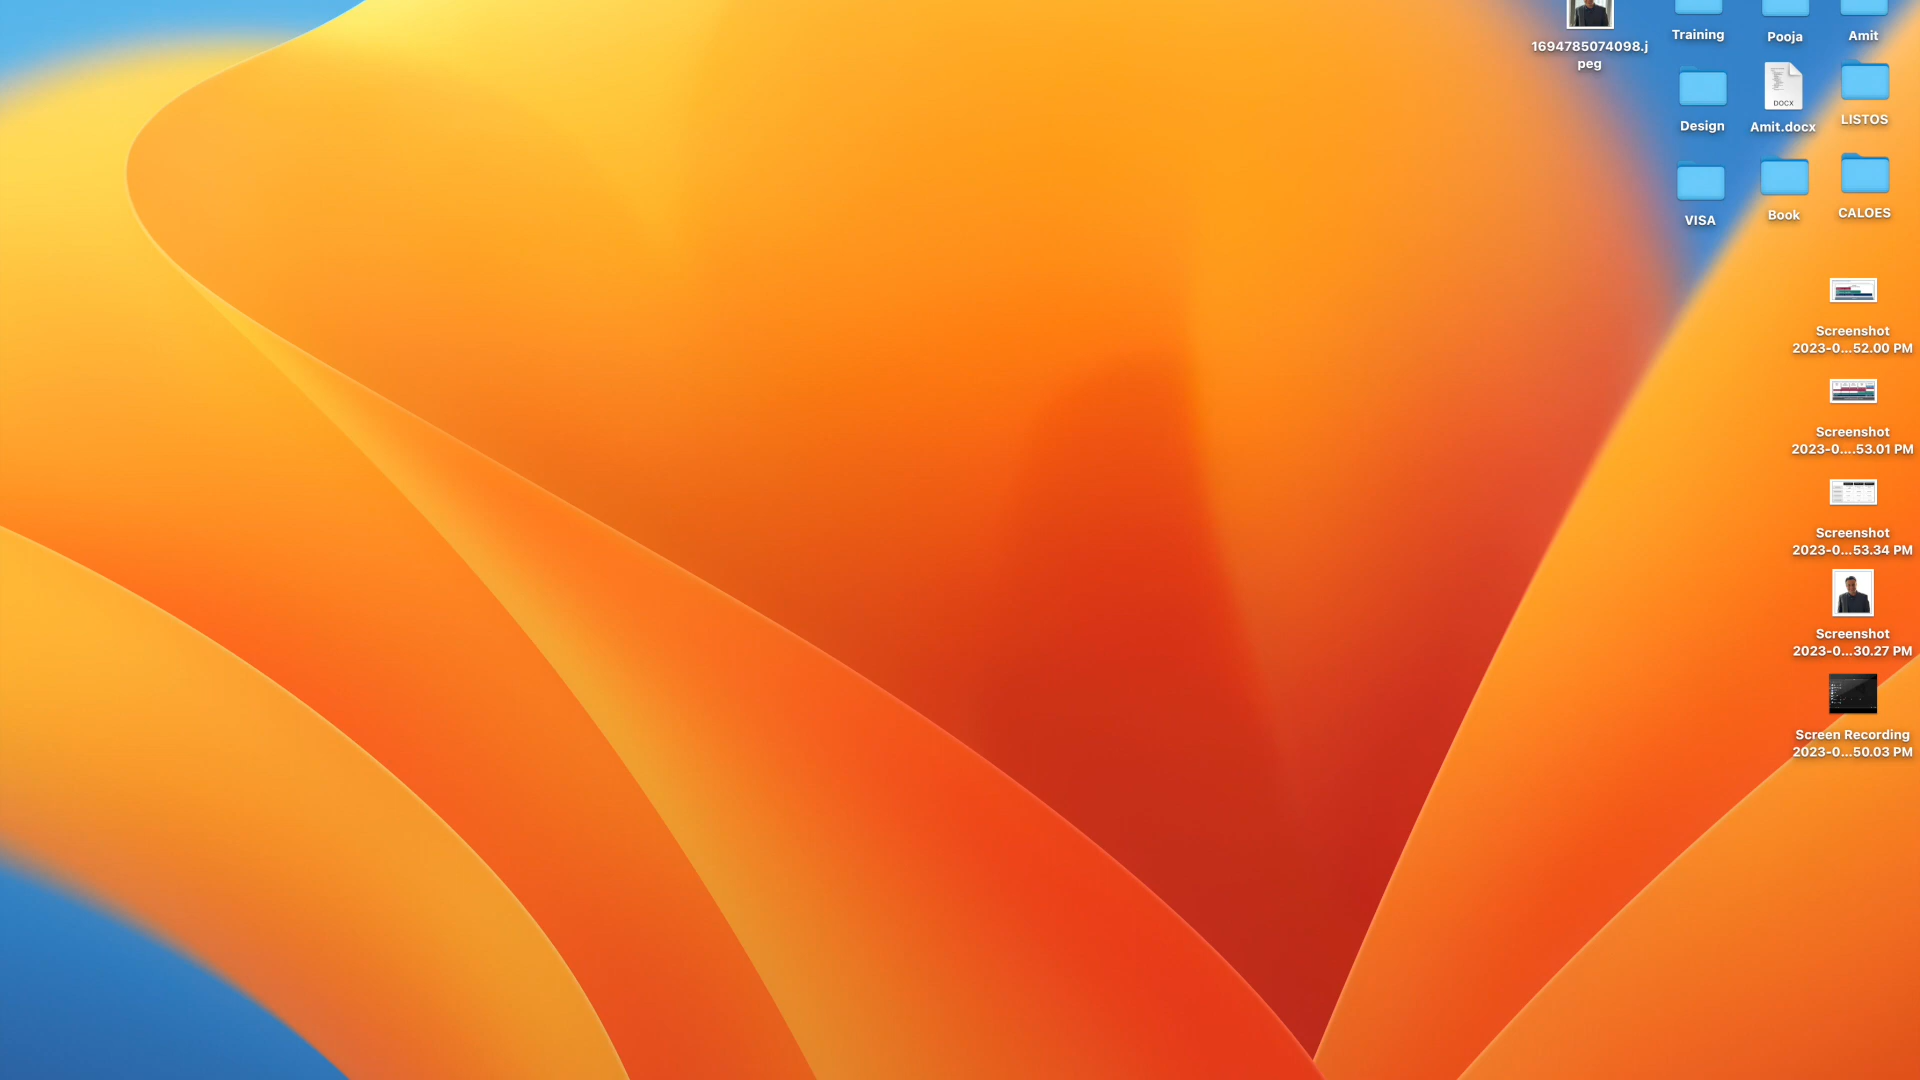 1694785074098.j
peg
Training
Pooja
Amit
Design
DOCX
Amit.docx
LISTOS
VISA
Book
CALOES
Screenshot
2023-0...52.00 PM
Screenshot
2023-0....53.01 PM
Screenshot
2023-0...53.34 PM
Screenshot
2023-0...30.27 PM
Screen Recording
2023-0...50.03 PM